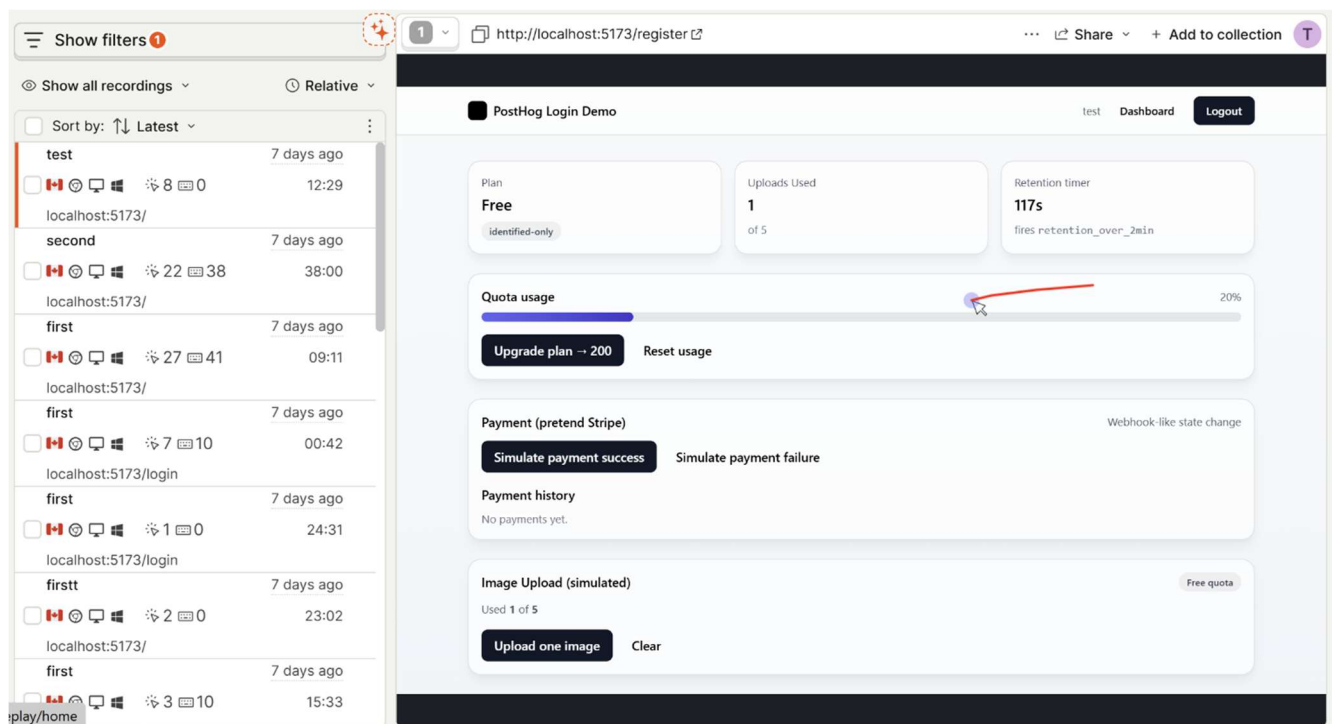 Show filters 1
Show all recordings
Relative
Sort by: Latest
test 7 days ago
8 0 12:29
localhost:5173/
second 7 days ago
22 38 38:00
localhost:5173/
first 7 days ago
27 41 09:11
localhost:5173/
first 7 days ago
7 10 00:42
localhost:5173/login
first 7 days ago
1 0 24:31
localhost:5173/login
firstt 7 days ago
2 0 23:02
localhost:5173/
first 7 days ago
3 10 15:33
eplay/home
1 http://localhost:5173/register ... Share + Add to collection T
PostHog Login Demo
test Dashboard Logout
Plan
Free
identified-only
Uploads Used
1
of 5
Retention timer
117s
fires retention_over_2min
Quota usage 20%
Upgrade plan → 200 Reset usage
Payment (pretend Stripe) Webhook-like state change
Simulate payment success Simulate payment failure
Payment history
No payments yet.
Image Upload (simulated) Free quota
Used 1 of 5
Upload one image Clear